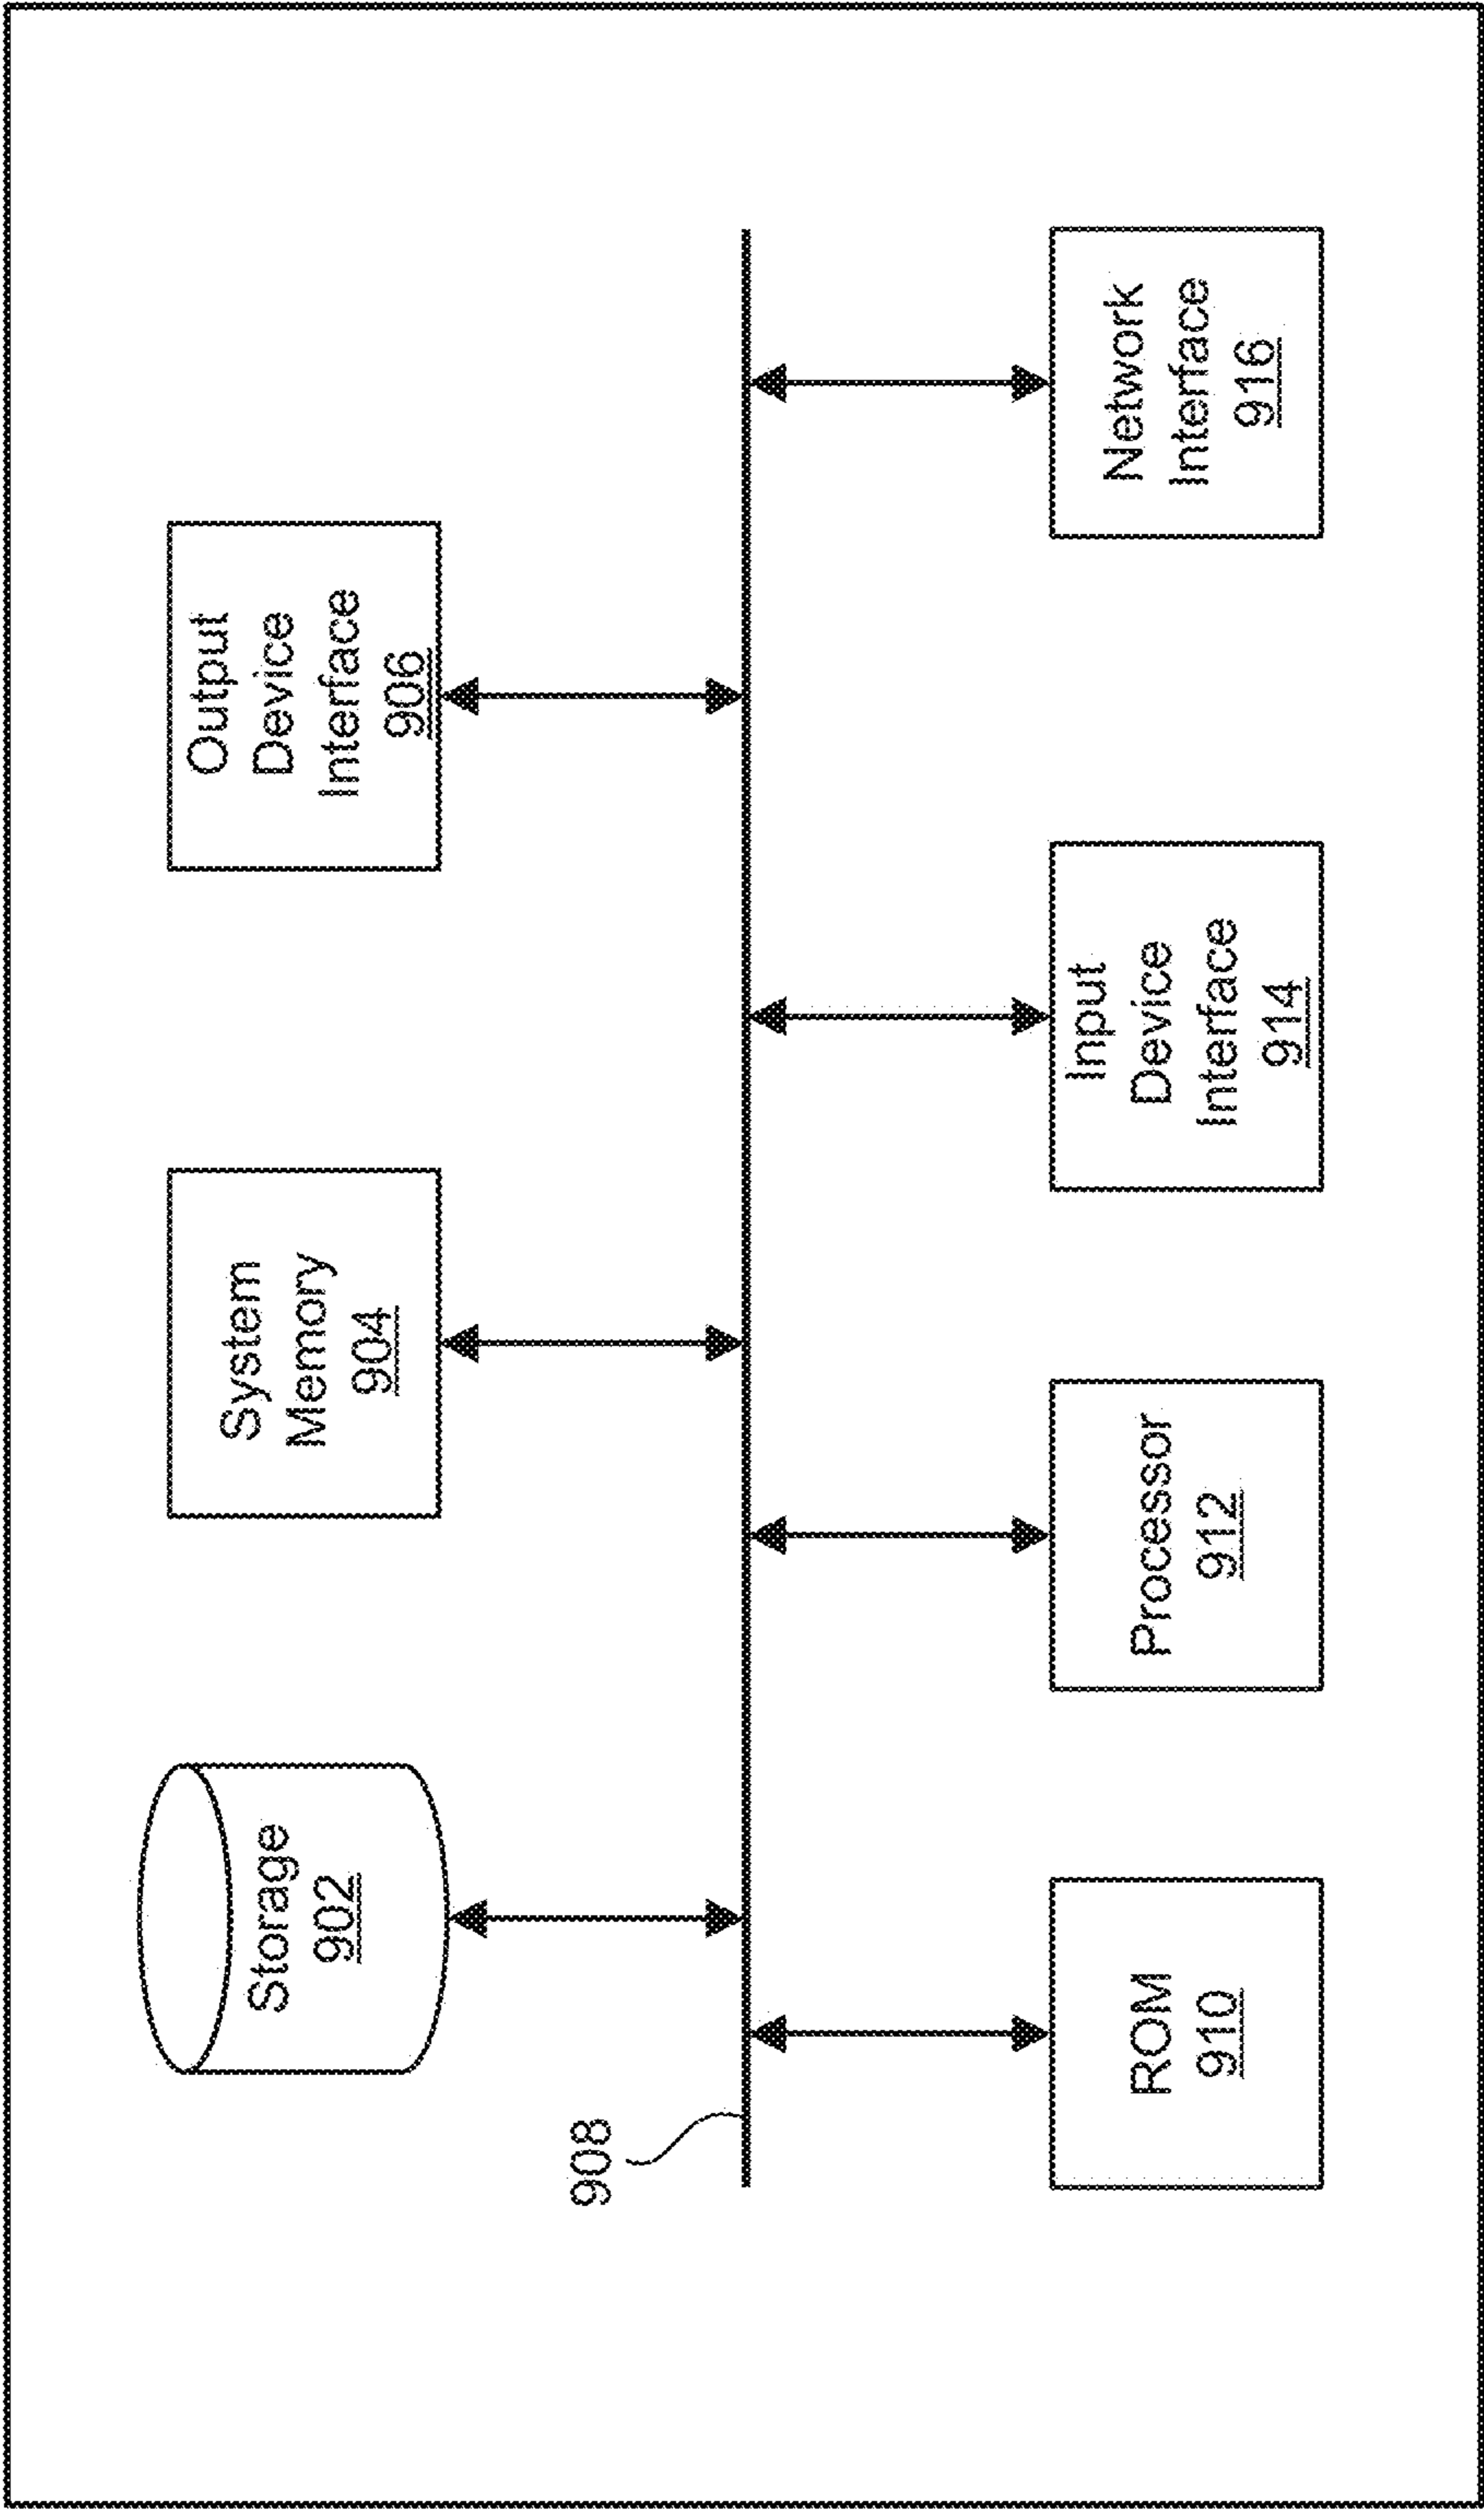 Storage
902
System
Memory
904
Output
Device
Interface
906
908
ROM
910
Processor
912
Input
Device
Interface
914
Network
Interface
916